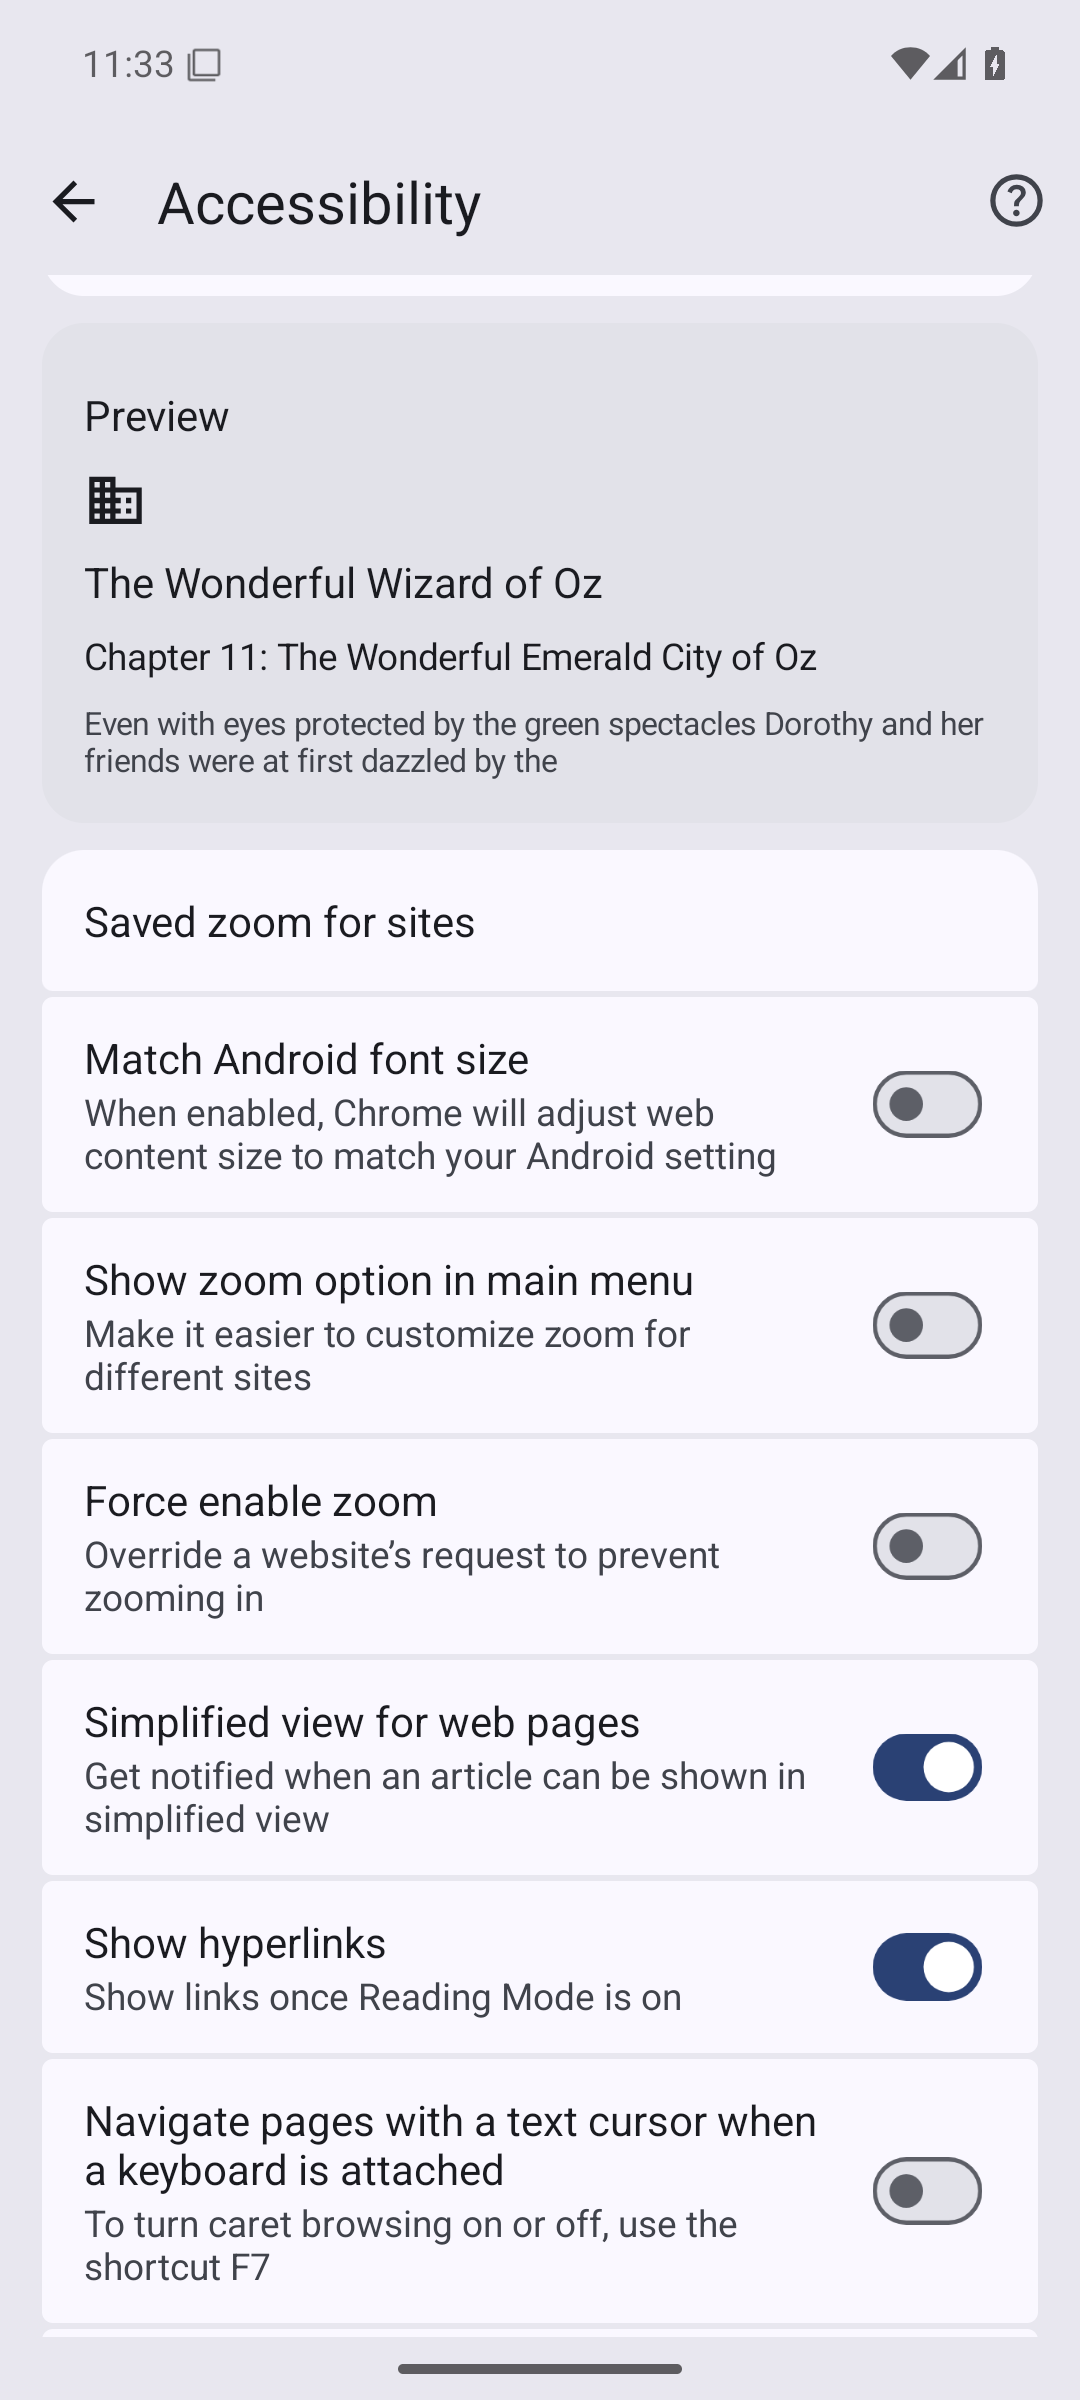 11:33
Accessibility
Preview
The Wonderful Wizard of Oz
Chapter 11: The Wonderful Emerald City of Oz
Even with eyes protected by the green spectacles Dorothy and her
friends were at first dazzled by the
Saved zoom for sites
Match Android font size
When enabled, Chrome will adjust web
content size to match your Android setting
Show zoom option in main menu
Make it easier to customize zoom for
different sites
Force enable zoom
Override a website’s request to prevent
zooming in
Simplified view for web pages
Get notified when an article can be shown in
simplified view
Show hyperlinks
Show links once Reading Mode is on
Navigate pages with a text cursor when
a keyboard is attached
To turn caret browsing on or off, use the
shortcut F7